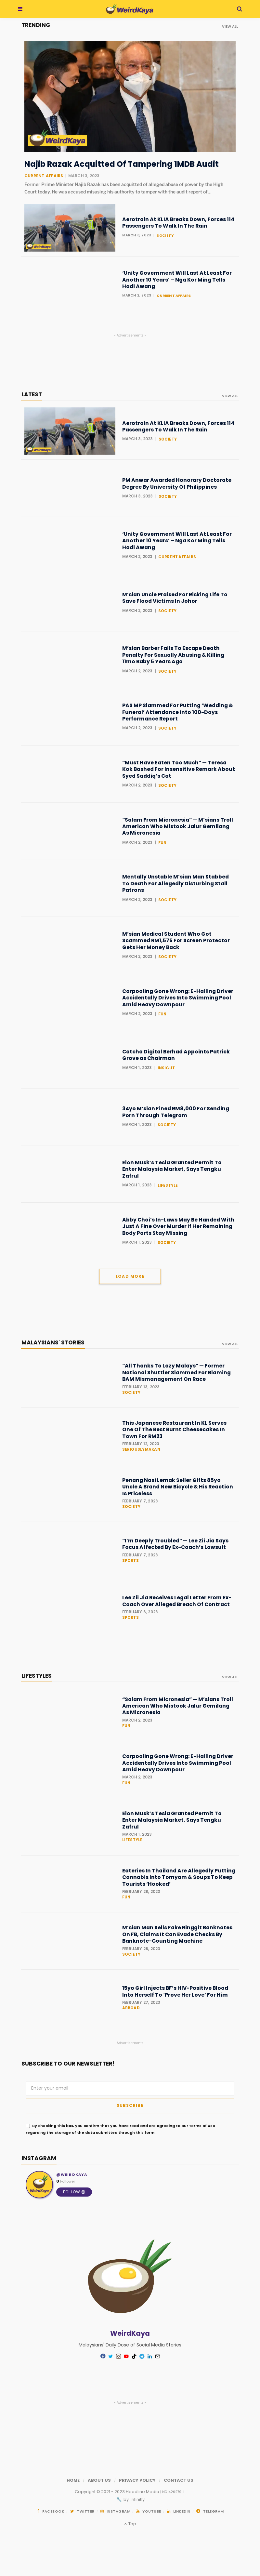 WeirdKaya
TRENDING
VIEW ALL
WeirdKaya
Najib Razak Acquitted Of Tampering 1MDB Audit
CURRENT AFFAIRS | MARCH 3, 2023
Former Prime Minister Najib Razak has been acquitted of alleged abuse of power by the High
Court today. He was accused misusing his authority to tamper with the audit report of...
Aerotrain At KLIA Breaks Down, Forces 114
Passengers To Walk In The Rain
MARCH 3, 2023 | SOCIETY
WeirdKaya
'Unity Government Will Last At Least For
Another 10 Years' – Nga Kor Ming Tells
Hadi Awang
MARCH 2, 2023 | CURRENT AFFAIRS
- Advertisements -
LATEST
VIEW ALL
Aerotrain At KLIA Breaks Down, Forces 114
Passengers To Walk In The Rain
MARCH 3, 2023 | SOCIETY
WeirdKaya
PM Anwar Awarded Honorary Doctorate
Degree By University Of Philippines
MARCH 3, 2023 | SOCIETY
'Unity Government Will Last At Least For
Another 10 Years' – Nga Kor Ming Tells
Hadi Awang
MARCH 2, 2023 | CURRENT AFFAIRS
M'sian Uncle Praised For Risking Life To
Save Flood Victims In Johor
MARCH 2, 2023 | SOCIETY
M'sian Barber Fails To Escape Death
Penalty For Sexually Abusing & Killing
11mo Baby 5 Years Ago
MARCH 2, 2023 | SOCIETY
PAS MP Slammed For Putting 'Wedding &
Funeral' Attendance Into 100-Days
Performance Report
MARCH 2, 2023 | SOCIETY
"Must Have Eaten Too Much" — Teresa
Kok Bashed For Insensitive Remark About
Syed Saddiq's Cat
MARCH 2, 2023 | SOCIETY
"Salam From Micronesia" — M'sians Troll
American Who Mistook Jalur Gemilang
As Micronesia
MARCH 2, 2023 | FUN
Mentally Unstable M'sian Man Stabbed
To Death For Allegedly Disturbing Stall
Patrons
MARCH 2, 2023 | SOCIETY
M'sian Medical Student Who Got
Scammed RM1,575 For Screen Protector
Gets Her Money Back
MARCH 2, 2023 | SOCIETY
Carpooling Gone Wrong: E-Hailing Driver
Accidentally Drives Into Swimming Pool
Amid Heavy Downpour
MARCH 2, 2023 | FUN
Catcha Digital Berhad Appoints Patrick
Grove as Chairman
MARCH 1, 2023 | INSIGHT
34yo M'sian Fined RM8,000 For Sending
Porn Through Telegram
MARCH 1, 2023 | SOCIETY
Elon Musk's Tesla Granted Permit To
Enter Malaysia Market, Says Tengku
Zafrul
MARCH 1, 2023 | LIFESTYLE
Abby Choi's In-Laws May Be Handed With
Just A Fine Over Murder If Her Remaining
Body Parts Stay Missing
MARCH 1, 2023 | SOCIETY
LOAD MORE
MALAYSIANS' STORIES
VIEW ALL
"All Thanks To Lazy Malays" — Former
National Shuttler Slammed For Blaming
BAM Mismanagement On Race
FEBRUARY 13, 2023
SOCIETY
This Japanese Restaurant In KL Serves
One Of The Best Burnt Cheesecakes In
Town For RM23
FEBRUARY 12, 2023
SERIOUSLYMAKAN
Penang Nasi Lemak Seller Gifts 85yo
Uncle A Brand New Bicycle & His Reaction
Is Priceless
FEBRUARY 7, 2023
SOCIETY
"I'm Deeply Troubled" — Lee Zii Jia Says
Focus Affected By Ex-Coach's Lawsuit
FEBRUARY 7, 2023
SPORTS
Lee Zii Jia Receives Legal Letter From Ex-
Coach Over Alleged Breach Of Contract
FEBRUARY 6, 2023
SPORTS
LIFESTYLES
VIEW ALL
"Salam From Micronesia" — M'sians Troll
American Who Mistook Jalur Gemilang
As Micronesia
MARCH 2, 2023
FUN
Carpooling Gone Wrong: E-Hailing Driver
Accidentally Drives Into Swimming Pool
Amid Heavy Downpour
MARCH 2, 2023
FUN
Elon Musk's Tesla Granted Permit To
Enter Malaysia Market, Says Tengku
Zafrul
MARCH 1, 2023
LIFESTYLE
Eateries In Thailand Are Allegedly Putting
Cannabis Into Tomyam & Soups To Keep
Tourists 'Hooked'
FEBRUARY 28, 2023
FUN
M'sian Man Sells Fake Ringgit Banknotes
On FB, Claims It Can Evade Checks By
Banknote-Counting Machine
FEBRUARY 28, 2023
SOCIETY
15yo Girl Injects BF's HIV-Positive Blood
Into Herself To 'Prove Her Love' For Him
FEBRUARY 27, 2023
ABROAD
- Advertisements -
SUBSCRIBE TO OUR NEWSLETTER!
Enter your email
SUBSCRIBE
By checking this box, you confirm that you have read and are agreeing to our terms of use
regarding the storage of the data submitted through this form.
INSTAGRAM
WeirdKaya
@WEIRDKAYA
FOLLOW
WeirdKaya
Malaysians' Daily Dose of Social Media Stories
- Advertisements -
HOME / ABOUT US / PRIVACY POLICY / CONTACT US
FACEBOOK TWITTER INSTAGRAM YOUTUBE LINKEDIN TELEGRAM
Top